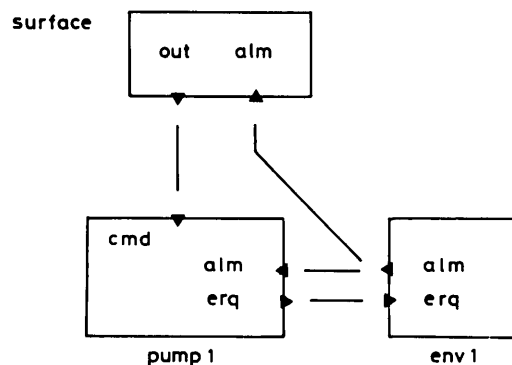 surface
out alm
cmd
alm alm
erq erq
pump 1 env 1